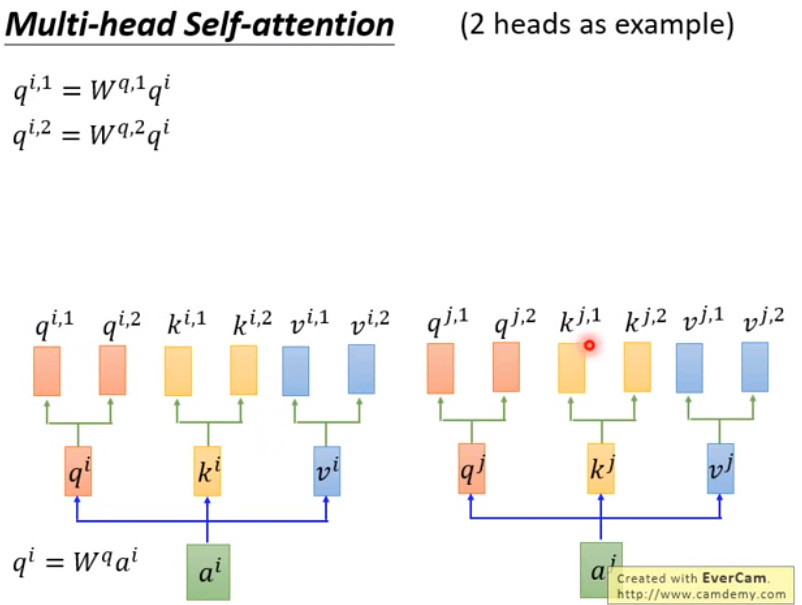 Multi-head Self-attention (2 heads as example)
q^{i,1} = W^{q,1}q^{i}
q^{i,2} = W^{q,2}q^{i}
q^{i,1} q^{i,2} k^{i,1} k^{i,2} v^{i,1} v^{i,2} q^{j,1} q^{j,2} k^{j,1} k^{j,2} v^{j,1} v^{j,2}
q^{i} k^{i} v^{i} q^{j} k^{j} v^{j}
q^{i} = W^{q}a^{i} a^{i} a^{j}
Created with EverCam.
http://www.camdemy.com